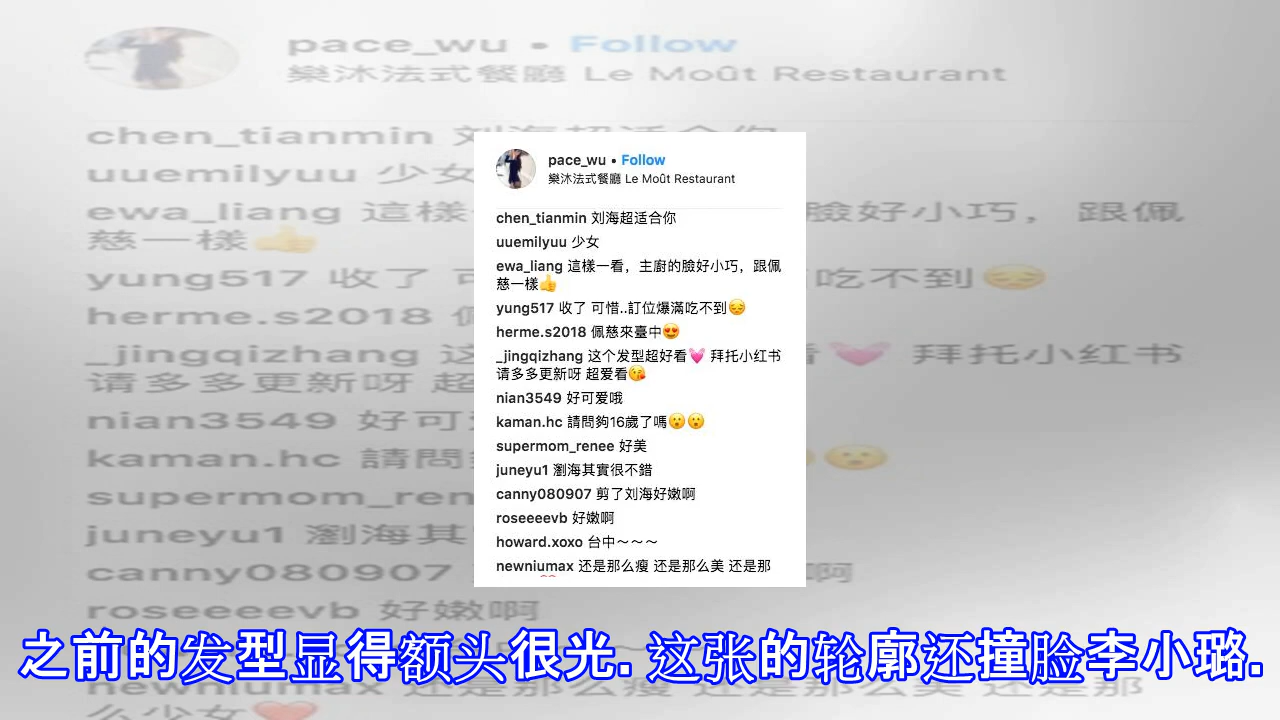 pace_wu • Follow
樂沐法式餐廳 Le Moût Restaurant
chen_tianmin 刘海超适合你
uuemilyuu 少女
ewa_liang 這樣一看，主廚的臉好小巧，跟佩
慈一樣👍
yung517 收了 可惜..訂位爆滿吃不到😔
herme.s2018 佩慈來臺中😍
_jingqizhang 这个发型超好看💓 拜托小红书
请多多更新呀 超爱看😘
nian3549 好可爱哦
kaman.hc 請問夠16歲了嗎😮😮
supermom_renee 好美
juneyu1 瀏海其實很不錯
canny080907 剪了刘海好嫩啊
roseeeevb 好嫩啊
howard.xoxo 台中～～～
newniumax 还是那么瘦 还是那么美 还是那
之前的发型显得额头很光.这张的轮廓还撞脸李小璐.